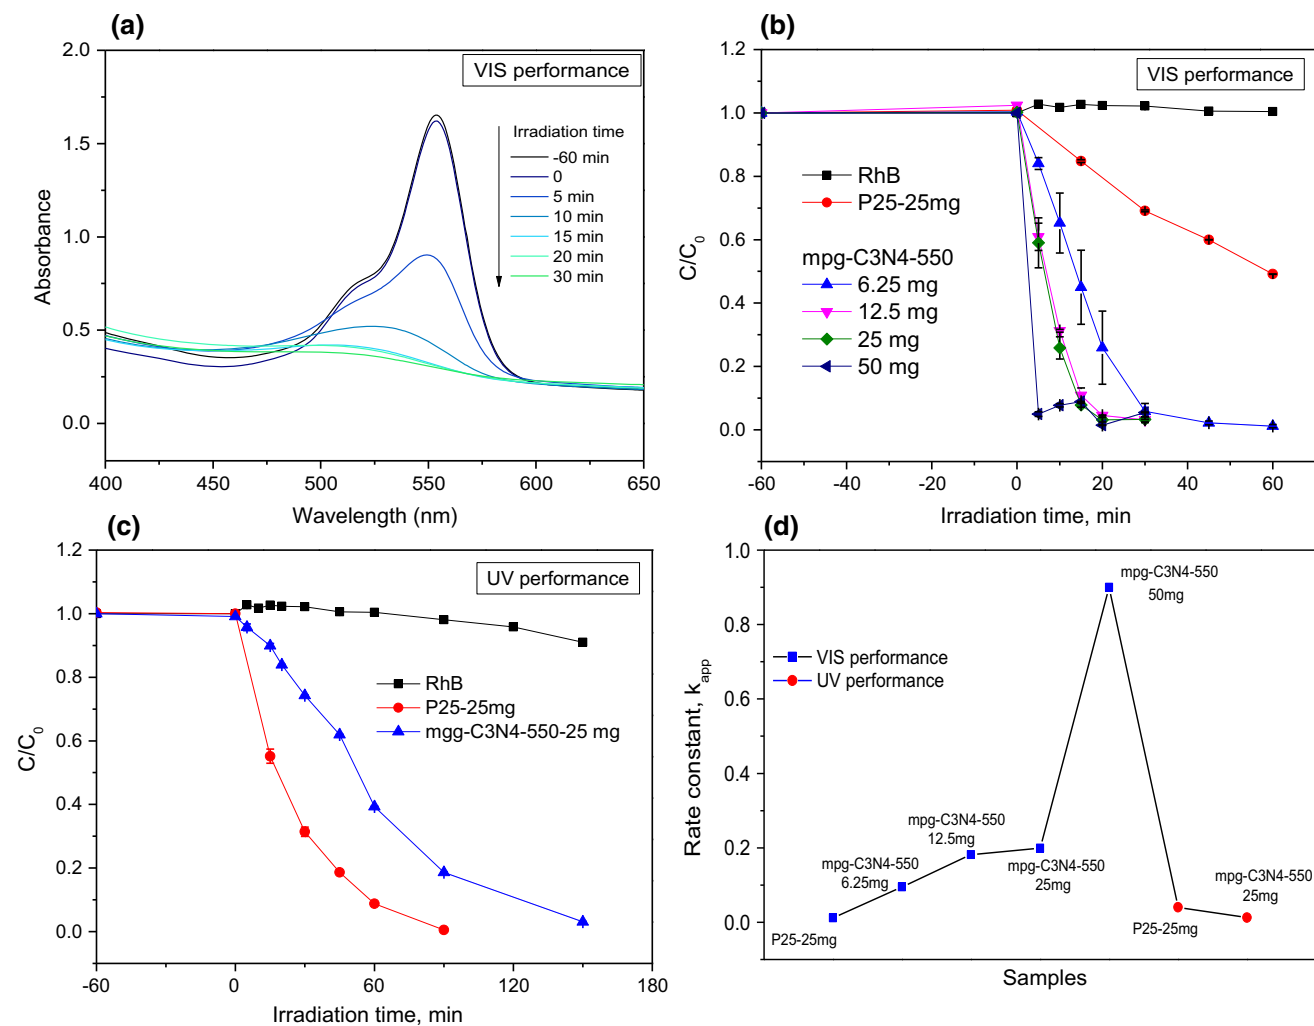 (a)
VIS performance
Irradiation time
-60 min
0
5 min
10 min
15 min
20 min
30 min
2.0
1.5
1.0
0.5
0.0
Absorbance
400
450
500
550
600
650
Wavelength (nm)
(b)
VIS performance
1.2
1.0
0.8
0.6
0.4
0.2
0.0
C/C0
RhB
P25-25mg
mpg-C3N4-550
6.25 mg
12.5 mg
25 mg
50 mg
-60
-40
-20
0
20
40
60
Irradiation time, min
(c)
UV performance
1.2
1.0
0.8
0.6
0.4
0.2
0.0
C/C0
RhB
P25-25mg
mgg-C3N4-550-25 mg
-60
0
60
120
180
Irradiation time, min
(d)
1.0
0.8
0.6
0.4
0.2
0.0
Rate constant, kapp
VIS performance
UV performance
mpg-C3N4-550
50mg
mpg-C3N4-550
12.5mg
mpg-C3N4-550
6.25mg
mpg-C3N4-550
25mg
mpg-C3N4-550
25mg
P25-25mg
P25-25mg
Samples